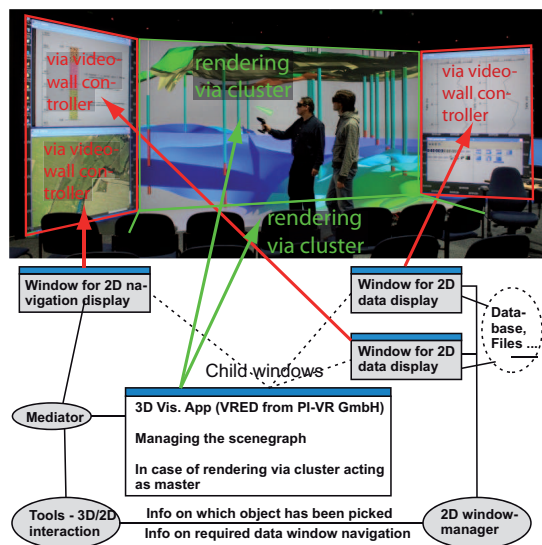 via video-
wall con-
troller
rendering
via cluster
via video-
wall con-
troller
via video-
wall con-
troller
rendering
via cluster
Window for 2D na-
vigation display
Window for 2D
data display
Data-
base,
Files ....
Window for 2D
data display
Child windows
3D Vis. App (VRED from PI-VR GmbH)
Managing the scenegraph
In case of rendering via cluster acting
as master
Mediator
Tools - 3D/2D
interaction
Info on which object has been picked
Info on required data window navigation
2D window-
manager